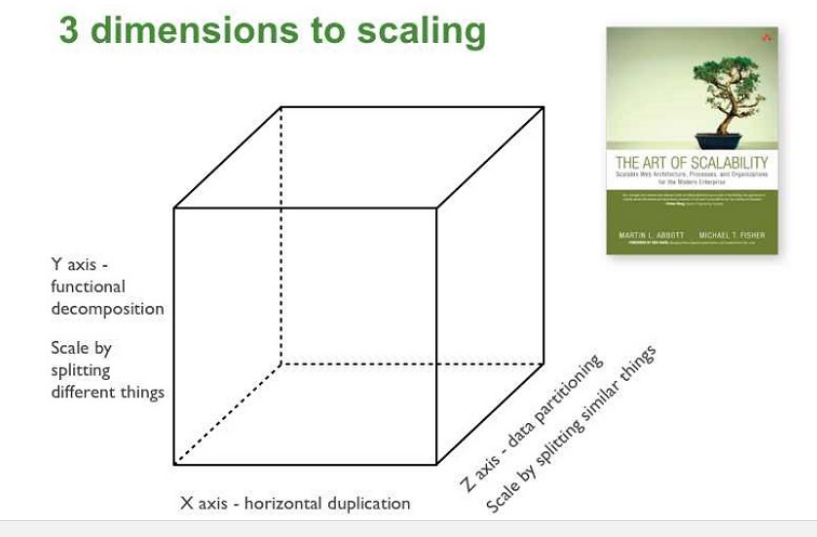 3 dimensions to scaling
THE ART OF SCALABILITY
Scalable Web Architecture, Processes, and Organizations
for the Modern Enterprise
MARTIN L. ABBOTT MICHAEL T. FISHER
Y axis -
functional
decomposition
Scale by
splitting
different things
Z axis - data partitioning
Scale by splitting similar things
X axis - horizontal duplication